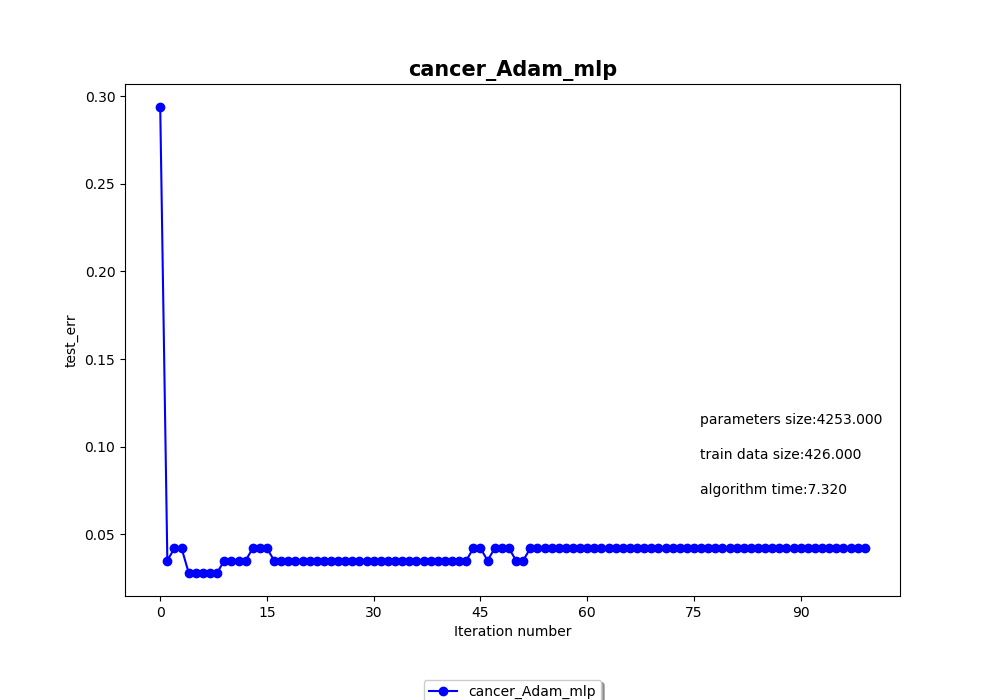 cancer_Adam_mlp
0.30
0.25
0.20
0.15
0.10
0.05
test_err
parameters size:4253.000
train data size:426.000
algorithm time:7.320
0 15 30 45 60 75 90
Iteration number
cancer_Adam_mlp